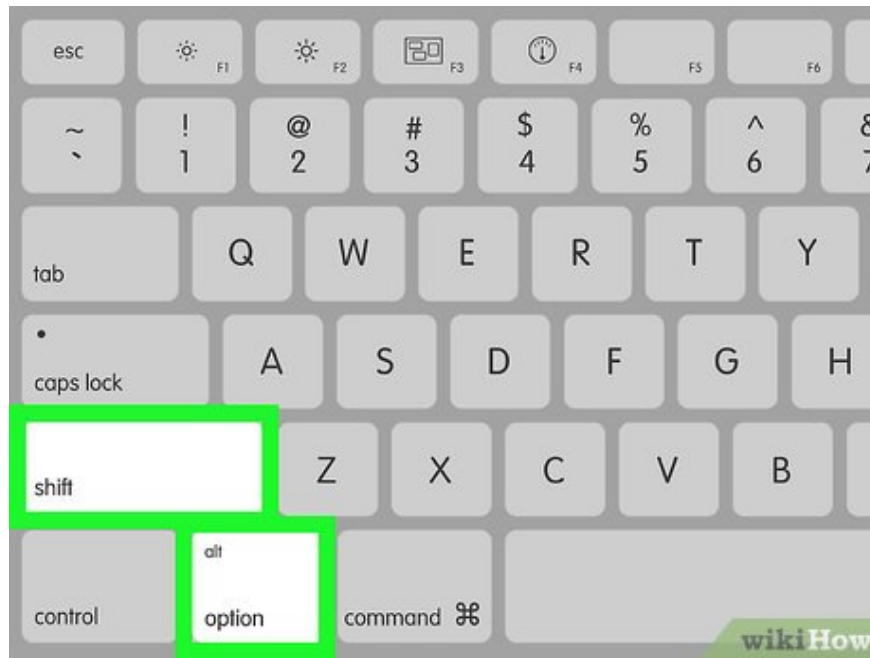 esc F1 F2 F3 F4 F5 F6
~ ! @ # $ % ^
` 1 2 3 4 5 6
tab Q W E R T Y
caps lock A S D F G H
shift Z X C V B
alt
control option command ⌘
wikiHow